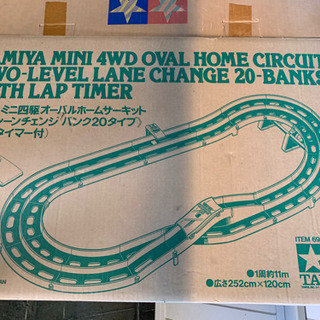 AMIYA MINI 4WD OVAL HOME CIRCUIT
WO-LEVEL LANE CHANGE 20-BANKS
TH LAP TIMER
ミニ四駆オーバルホームサーキット
ーンチェンジ/バンク20タイプ》
タイマー付)
ITEM 69
●1周約11m
●広さ252cm×120cm
TA